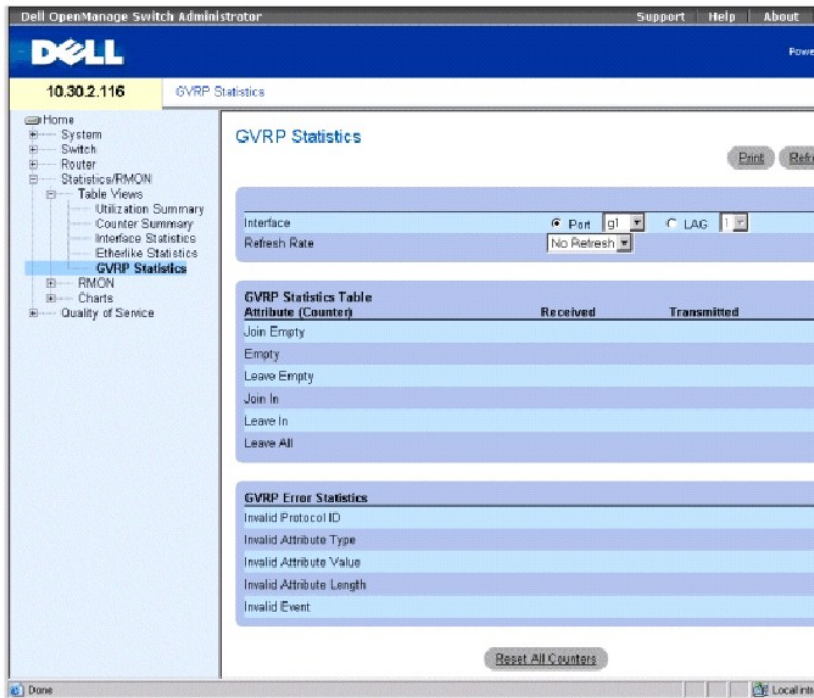 Dell OpenManage Switch Administrator Support Help About
DELL
10.30.2.116 GVRP Statistics
Home
System
Switch
Router
Statistics/RMON
Table Views
Utilization Summary
Counter Summary
Interface Statistics
Etherlike Statistics
GVRP Statistics
RMON
Charts
Quality of Service
GVRP Statistics
Print
Interface Port g1 LAG 1
Refresh Rate No Refresh
GVRP Statistics Table
Attribute (Counter) Received Transmitted
Join Empty
Empty
Leave Empty
Join In
Leave In
Leave All
GVRP Error Statistics
Invalid Protocol ID
Invalid Attribute Type
Invalid Attribute Value
Invalid Attribute Length
Invalid Event
Reset All Counters
Done Local